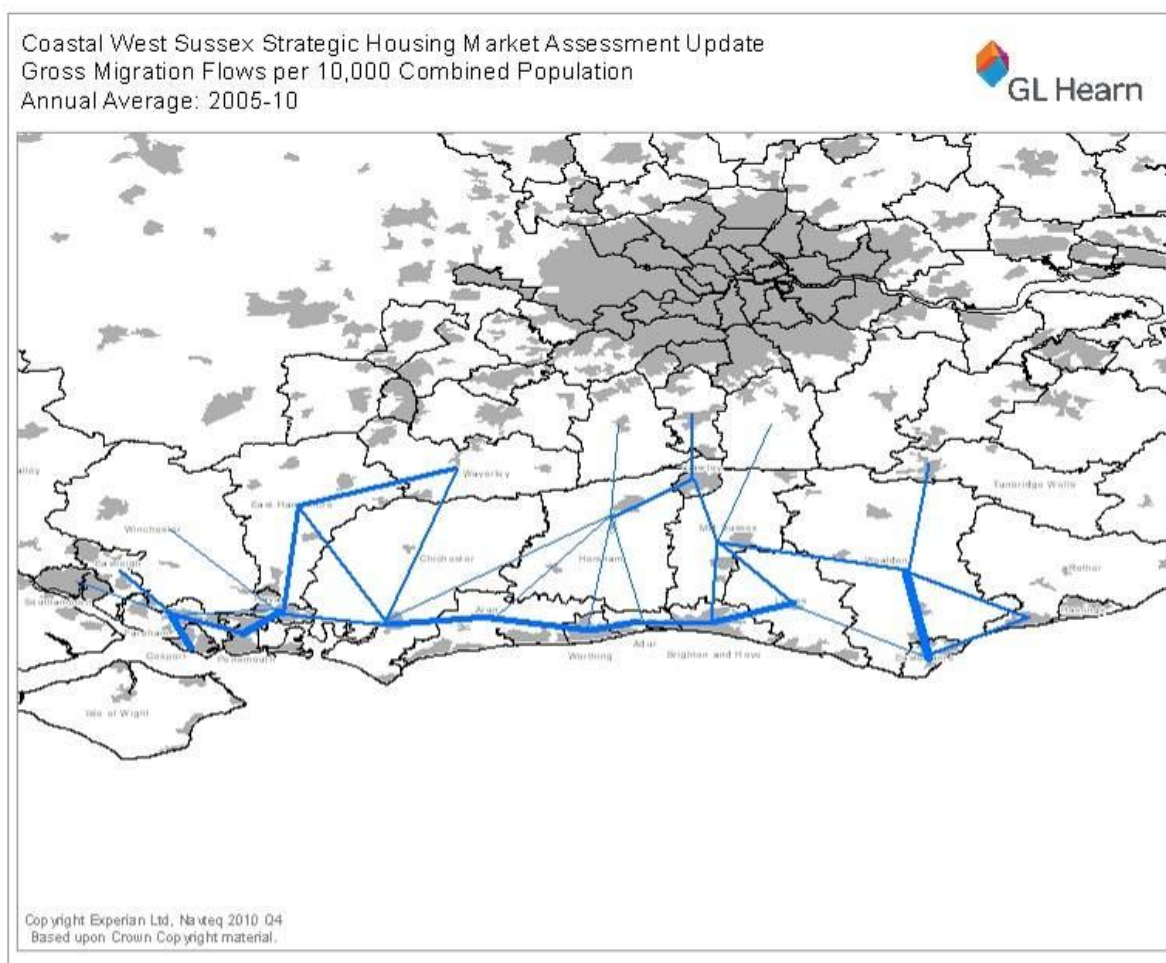 Coastal West Sussex Strategic Housing Market Assessment Update
Gross Migration Flows per 10,000 Combined Population
Annual Average: 2005-10
GL Hearn
Waverley
Tunbridge Wells
Winchester
Mid Sussex
Chichester
Horsham
Wealden
Rother
Eastleigh
Southampton
Arun
Fareham
Adur
Gosport
Portsmouth
Worthing
Brighton and Hove
Isle of Wight
Copyright Experian Ltd, Navteq 2010 Q4
Based upon Crown Copyright material.